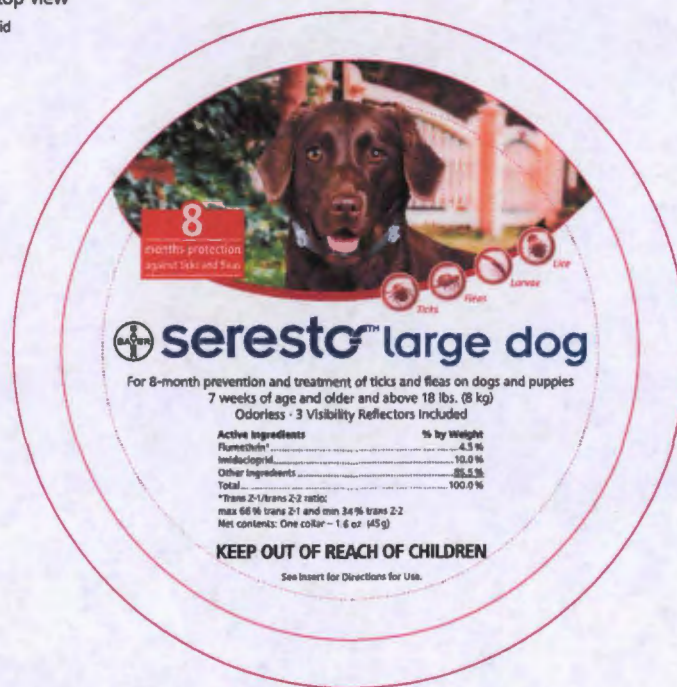 top view
id
8
months protection
against ticks and fleas
Ticks
Fleas
Larvae
Lice
BAYER
seresto™ large dog
For 8-month prevention and treatment of ticks and fleas on dogs and puppies
7 weeks of age and older and above 18 lbs. (8 kg)
Odorless · 3 Visibility Reflectors Included
Active Ingredients % by Weight
Flumethrin* 4.5 %
Imidacloprid 10.0 %
Other Ingredients 85.5 %
Total 100.0 %
*Trans Z-1/trans Z-2 ratio:
max 66 % trans Z-1 and min 34 % trans Z-2
Net contents: One collar – 1.6 oz (45 g)
KEEP OUT OF REACH OF CHILDREN
See Insert for Directions for Use.